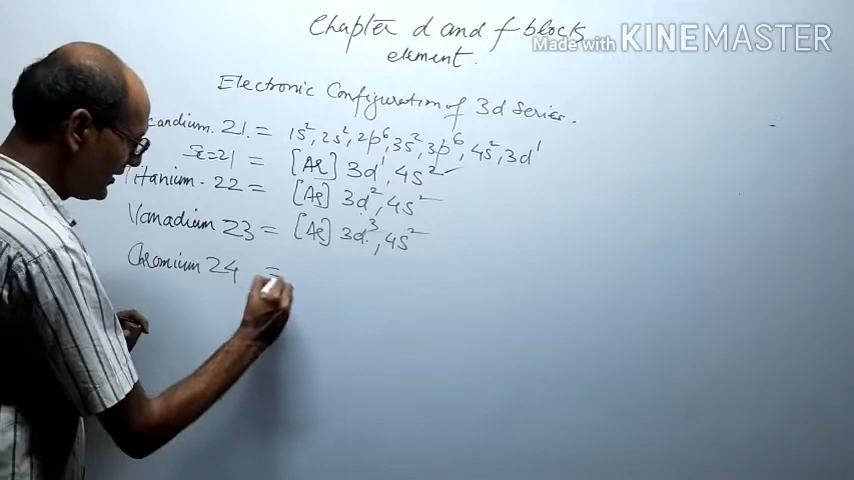 Chapter d and f block
element.
Made with KINEMASTER
Electronic Configuration of 3d Series.
candium. 21. = 1s², 2s², 2p⁶, 3s², 3p⁶, 4s², 3d¹
Sc=21 = [Ar] 3d¹, 4s²
Titanium. 22 = [Ar] 3d², 4s²
Vanadium 23 = [Ar] 3d³, 4s²
Chromium 24 =